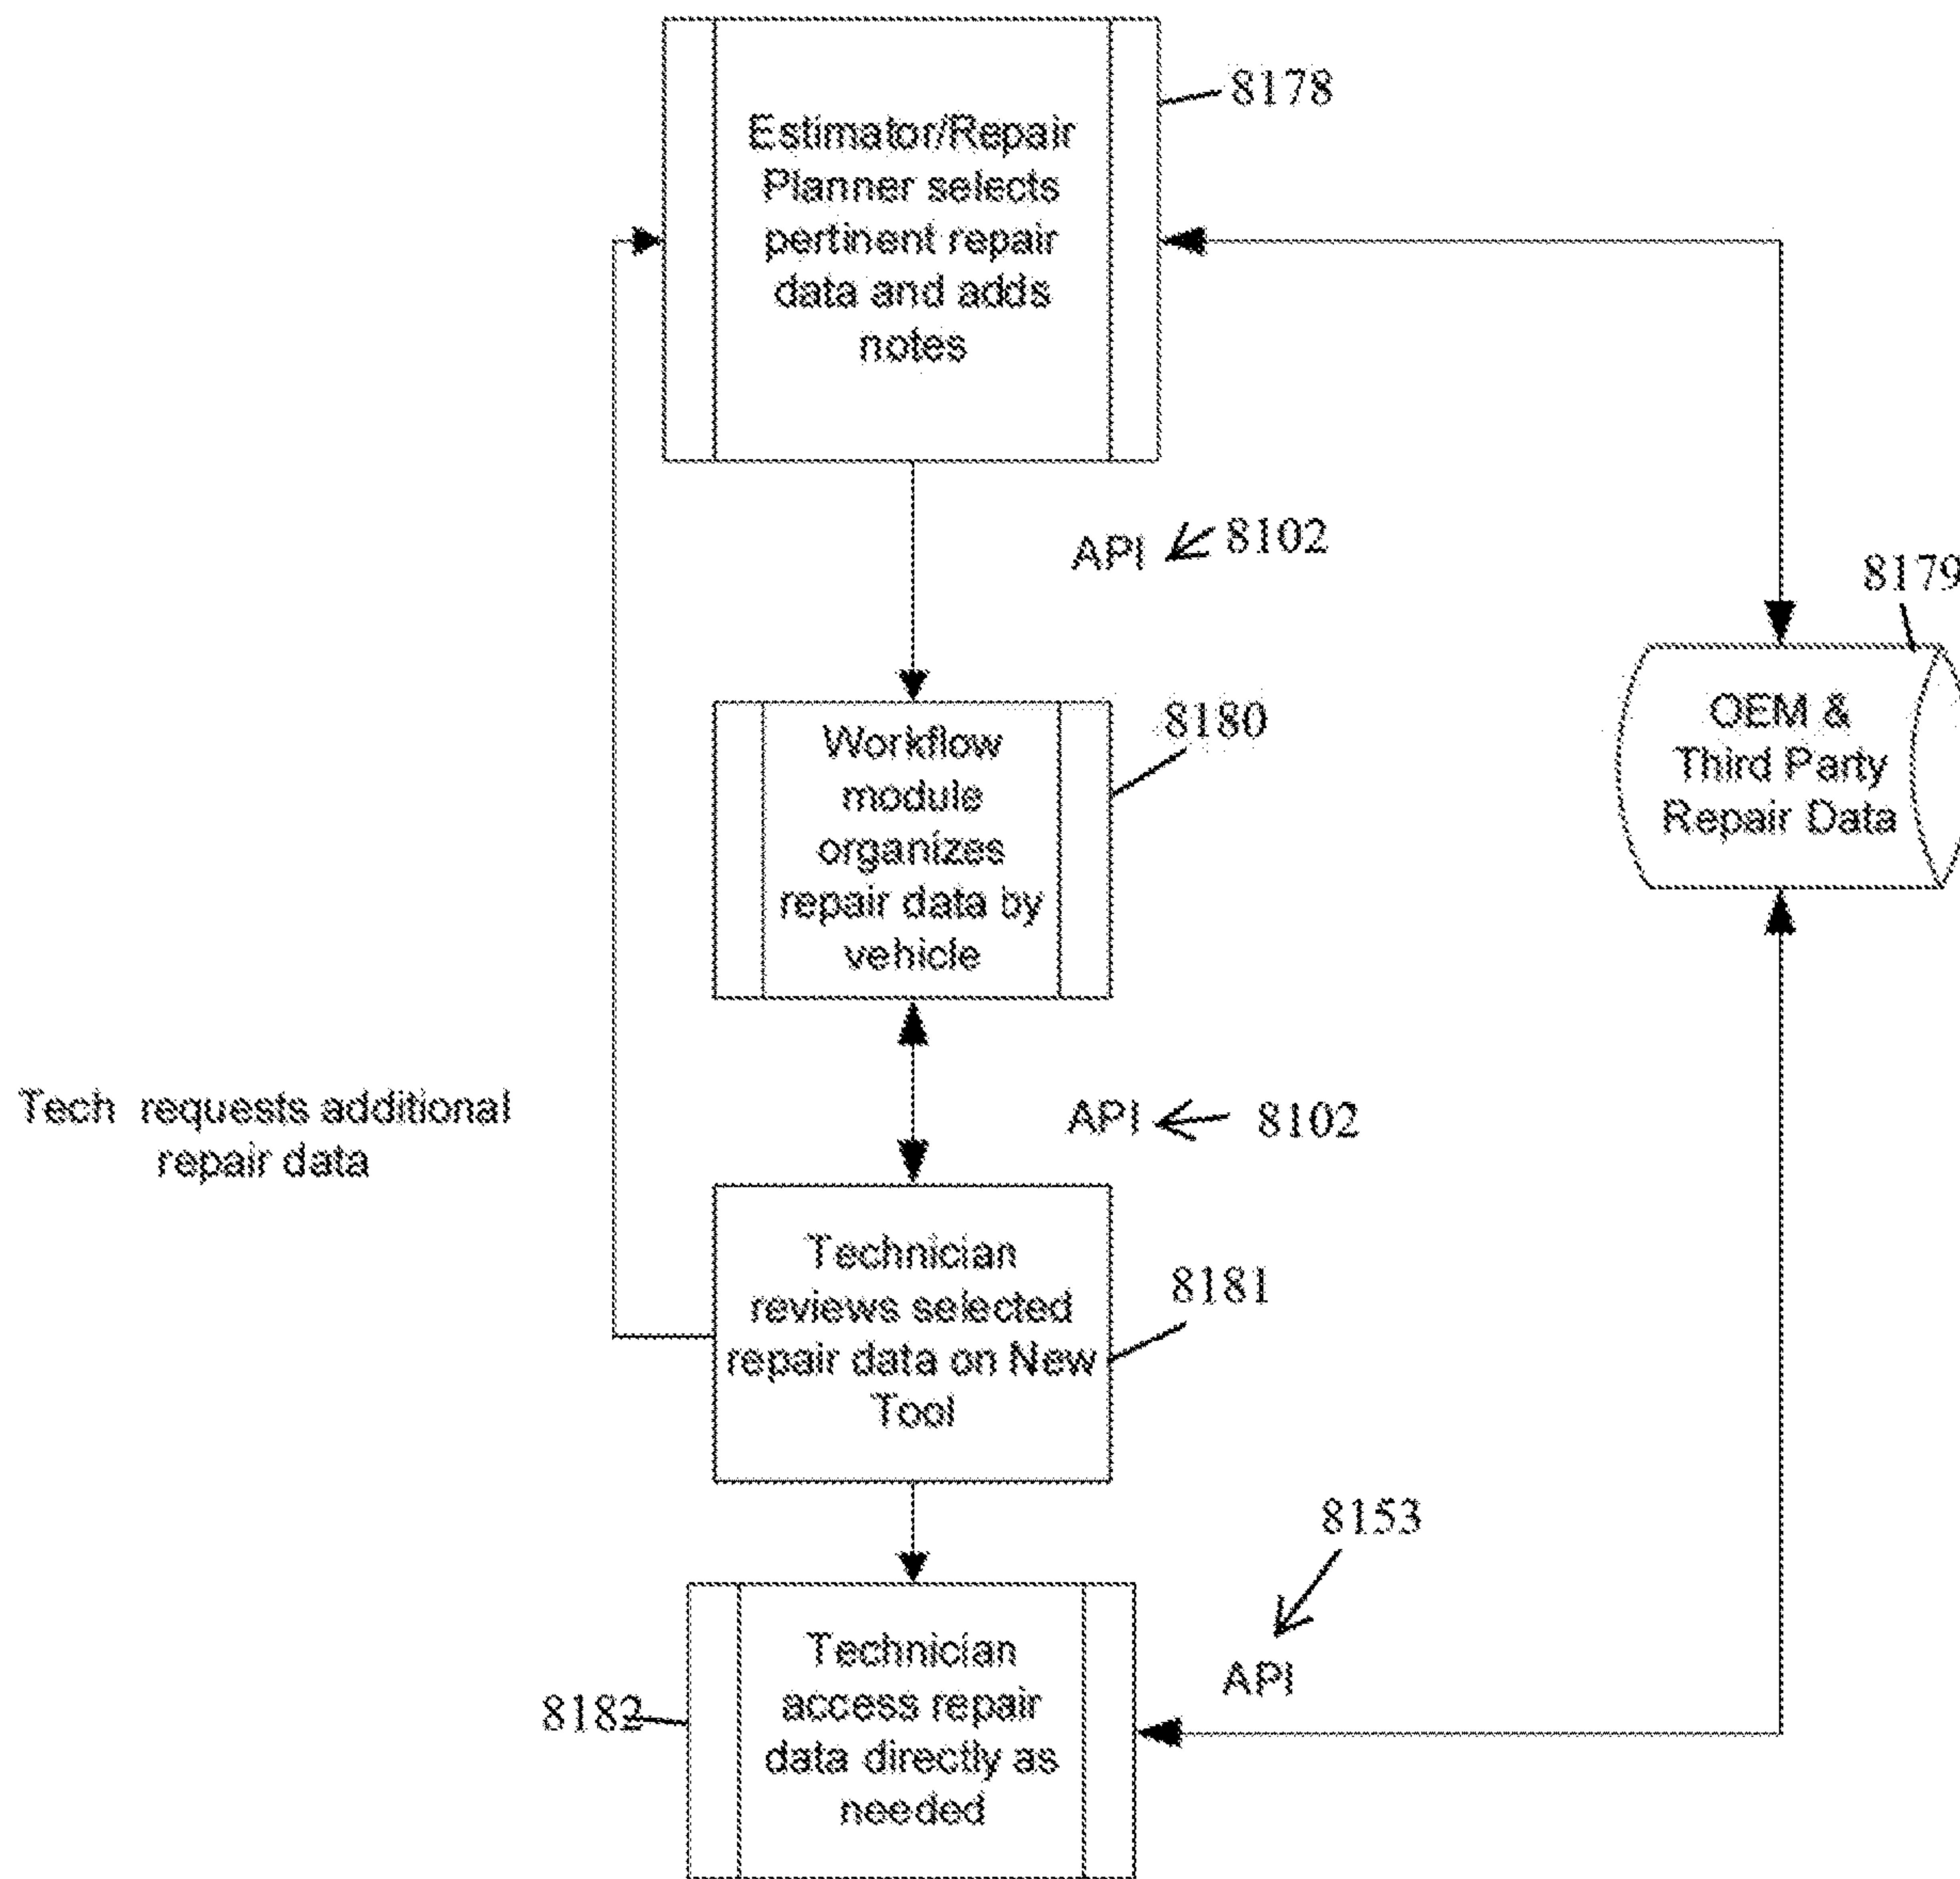 Estimator/Repair
Planner selects
pertinent repair
data and adds
notes
8178
API
8102
8179
OEM &
Third Party
Repair Data
Workflow
module
organizes
repair data by
vehicle
8180
Tech requests additional
repair data
API
8102
Technician
reviews selected
repair data on New
Tool
8181
8153
API
Technician
access repair
data directly as
needed
8182